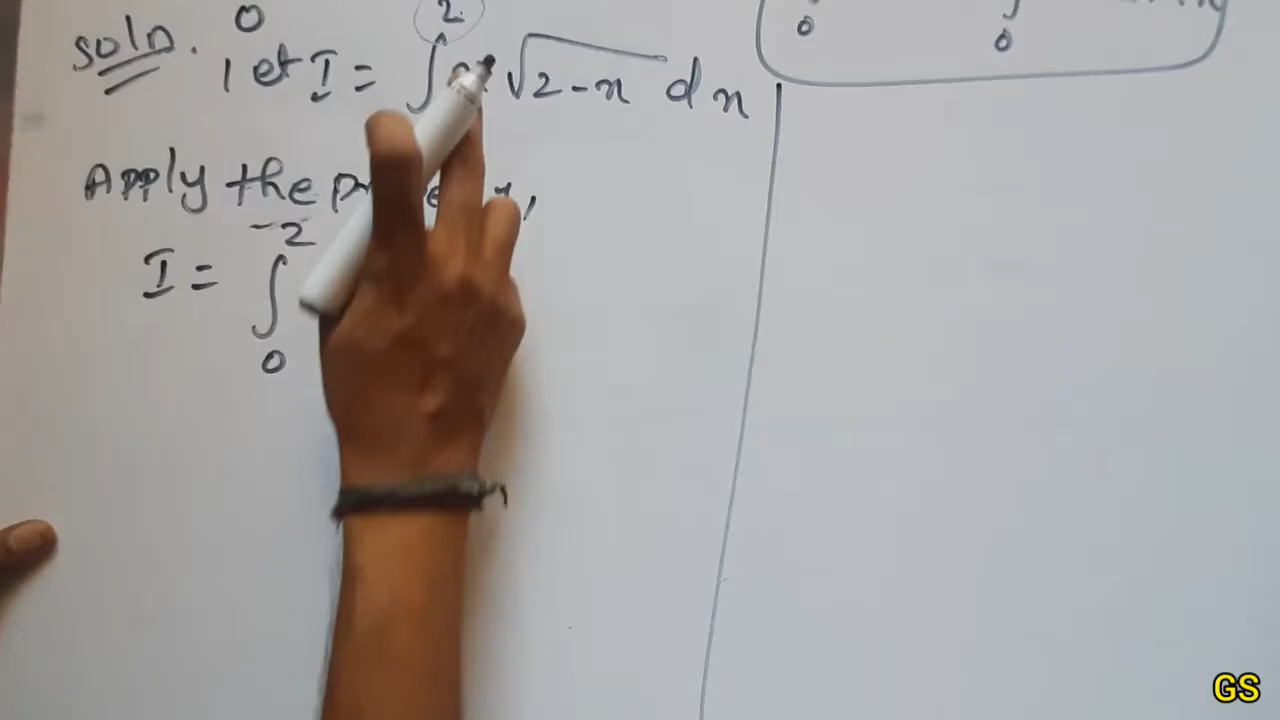 0
2
0
0
Soln.
let I = ∫ √2-x dx
Apply the
-2
I = ∫
0
GS